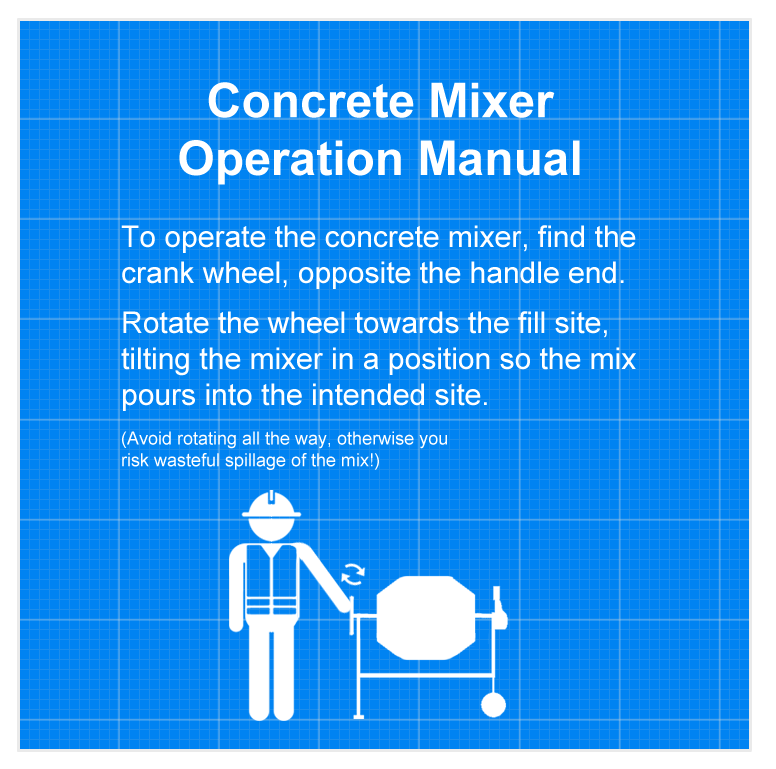 Concrete Mixer
Operation Manual
To operate the concrete mixer, find the
crank wheel, opposite the handle end.
Rotate the wheel towards the fill site,
tilting the mixer in a position so the mix
pours into the intended site.
(Avoid rotating all the way, otherwise you
risk wasteful spillage of the mix!)